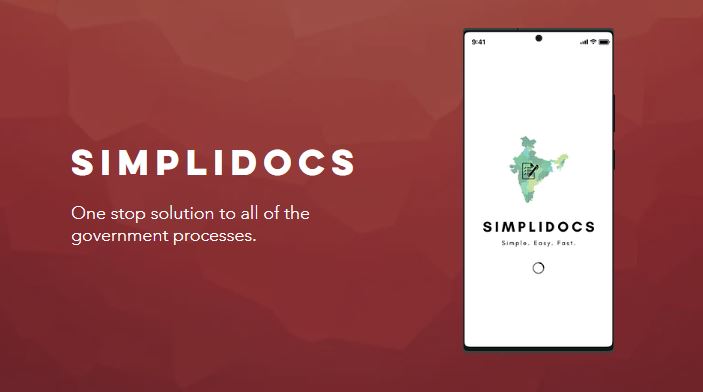 SIMPLIDOCS
One stop solution to all of the
government processes.
9:41
SIMPLIDOCS
Simple. Easy. Fast.